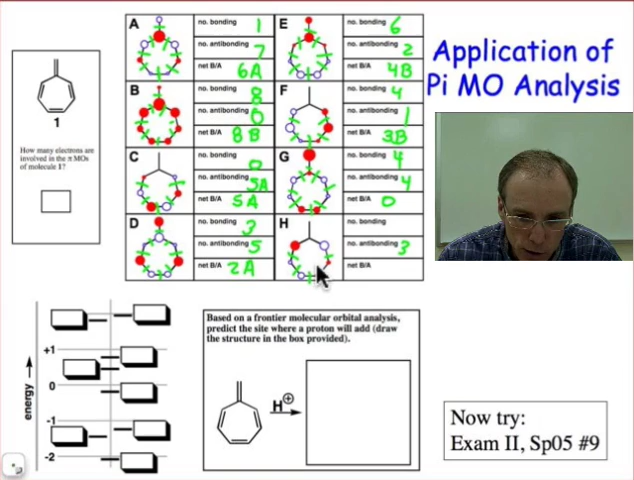 Application of
Pi MO Analysis
1
How many electrons are
involved in the π MOs
of molecule 1?
A
no. bonding 1
no. antibonding 7
net B/A 6A
B
no. bonding 8
no. antibonding 0
net B/A 8B
C
no. bonding 0
no. antibonding 5A
net B/A 5A
D
no. bonding 3
no. antibonding 5
net B/A 2A
E
no. bonding 6
no. antibonding 2
net B/A 4B
F
no. bonding 4
no. antibonding 1
net B/A 3B
G
no. bonding 4
no. antibonding 4
net B/A 0
H
no. bonding
no. antibonding 3
net B/A
energy
+1
0
-1
-2
Based on a frontier molecular orbital analysis,
predict the site where a proton will add (draw
the structure in the box provided).
H⊕
Now try:
Exam II, Sp05 #9